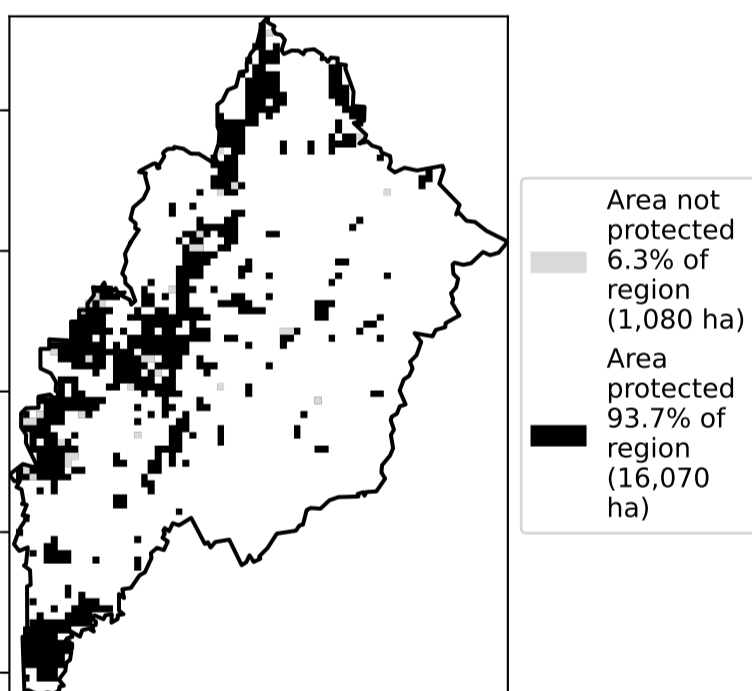 Area not
protected
6.3% of
region
(1,080 ha)
Area
protected
93.7% of
region
(16,070
ha)